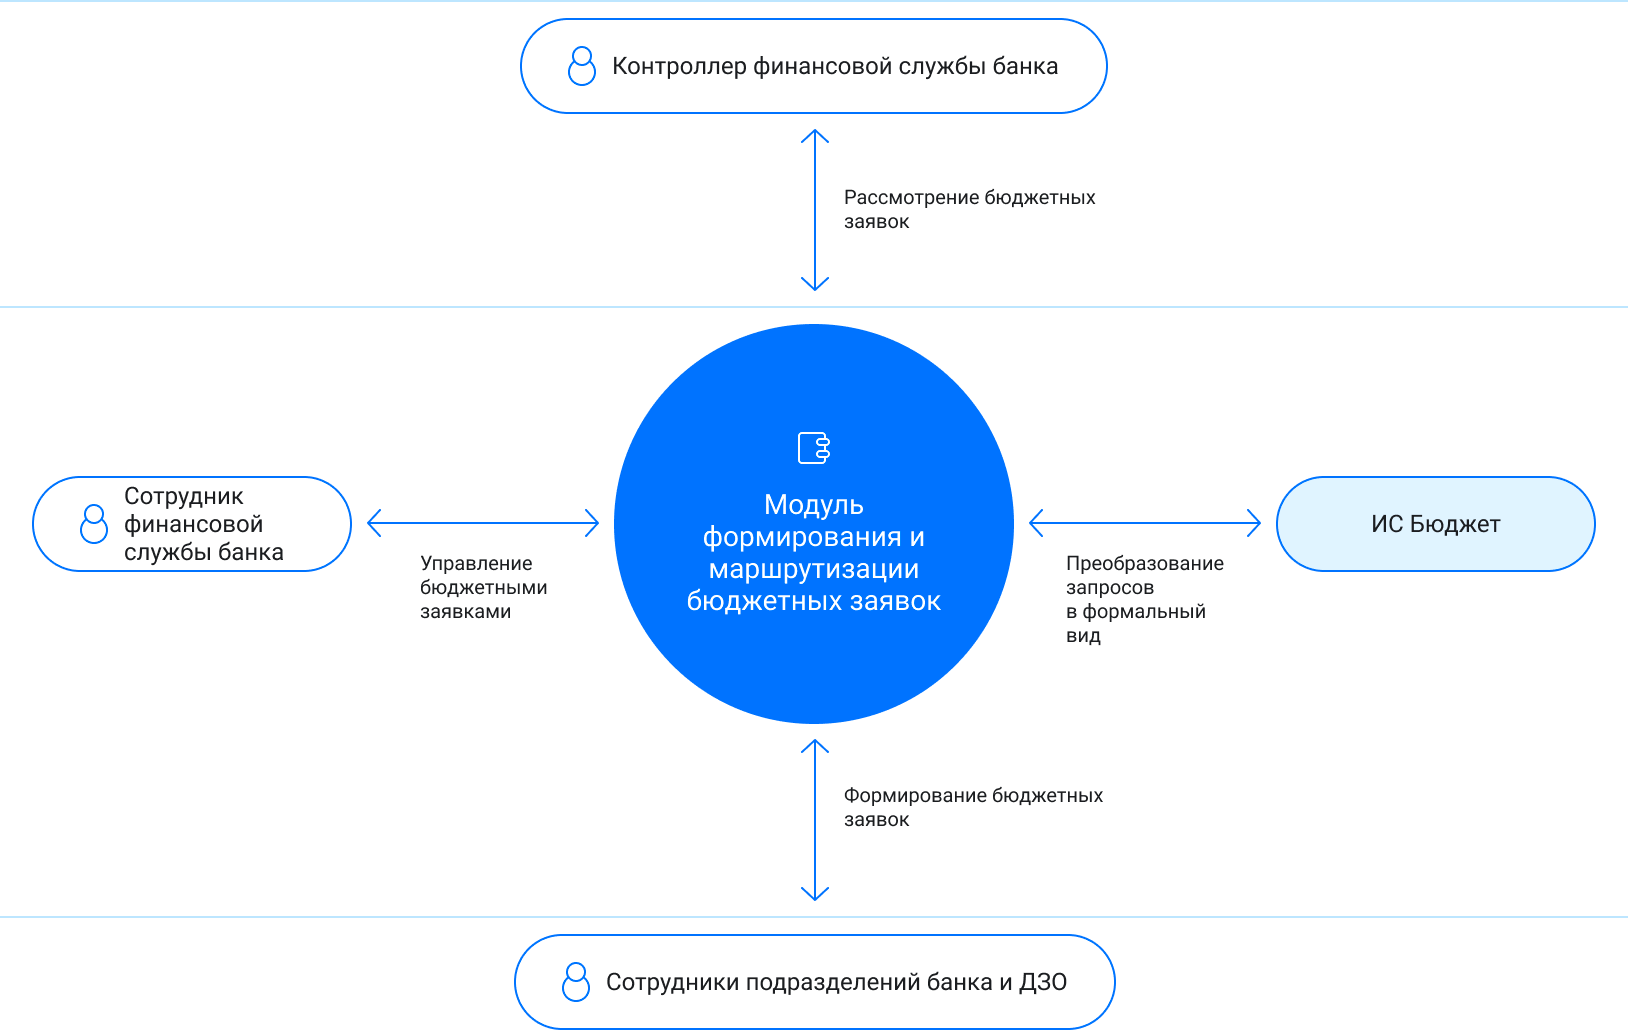 Контроллер финансовой службы банка
Рассмотрение бюджетных
заявок
Сотрудник
финансовой
службы банка
Управление
бюджетными
заявками
Модуль
формирования и
маршрутизации
бюджетных заявок
Преобразование
запросов
в формальный
вид
ИС Бюджет
Формирование бюджетных
заявок
Сотрудники подразделений банка и ДЗО